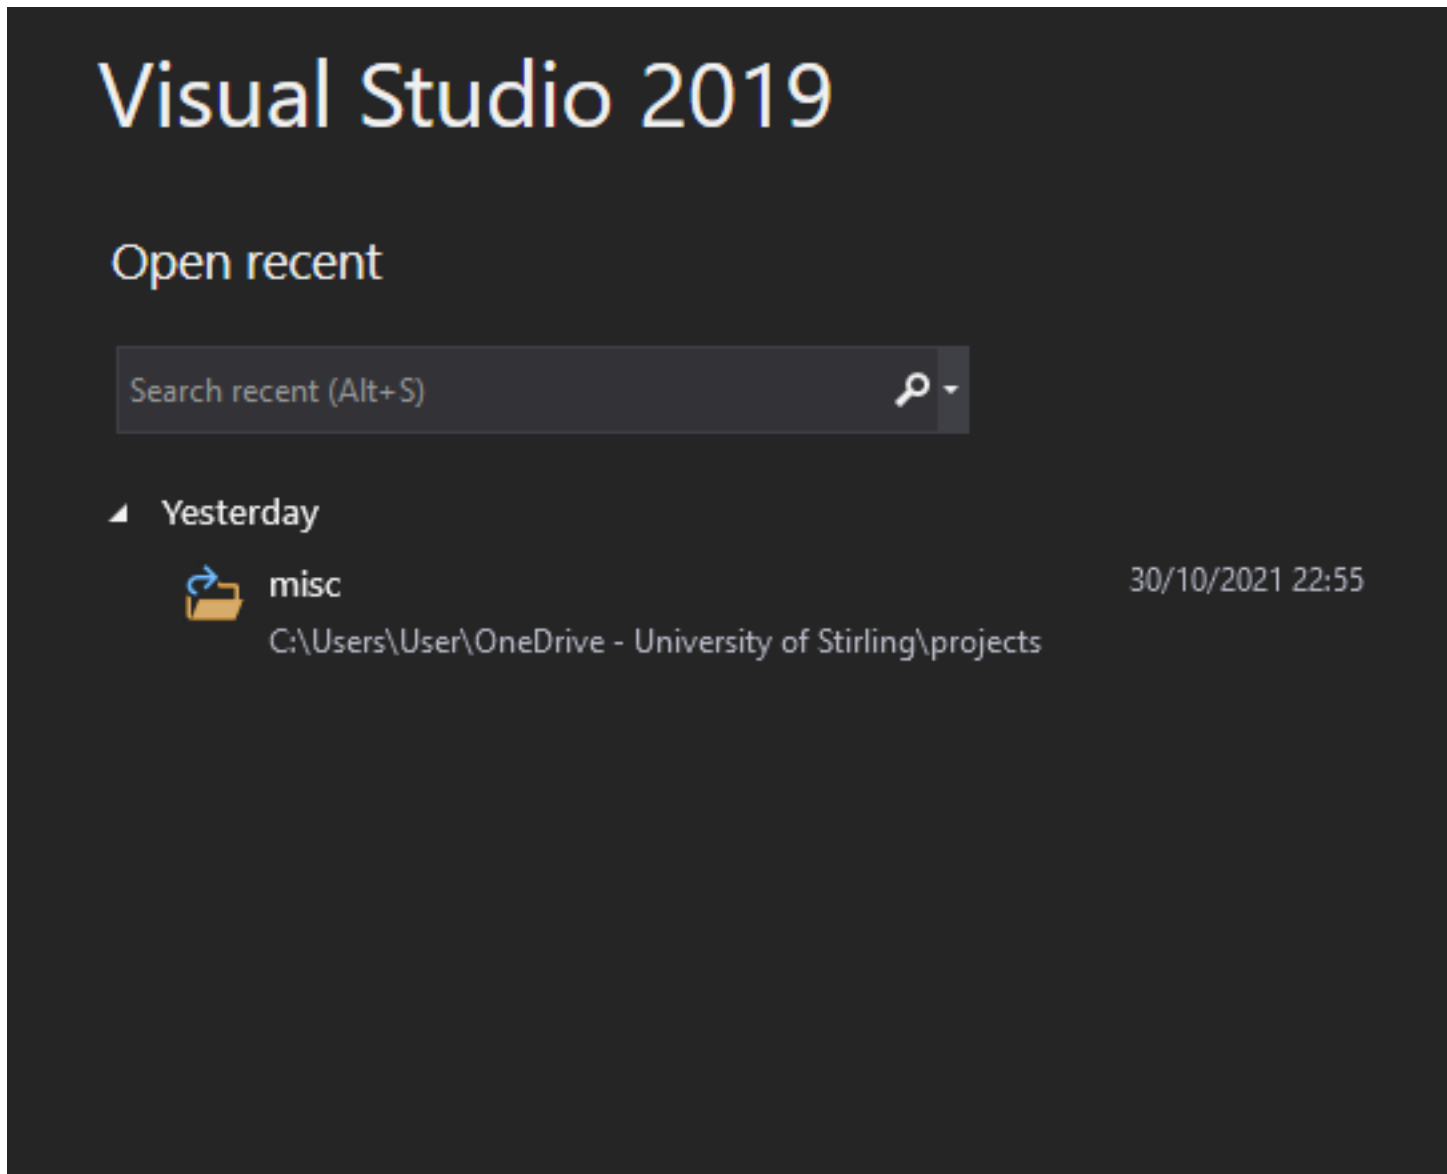 Visual Studio 2019
Open recent
Search recent (Alt+S)
Yesterday
misc 30/10/2021 22:55
C:\Users\User\OneDrive - University of Stirling\projects